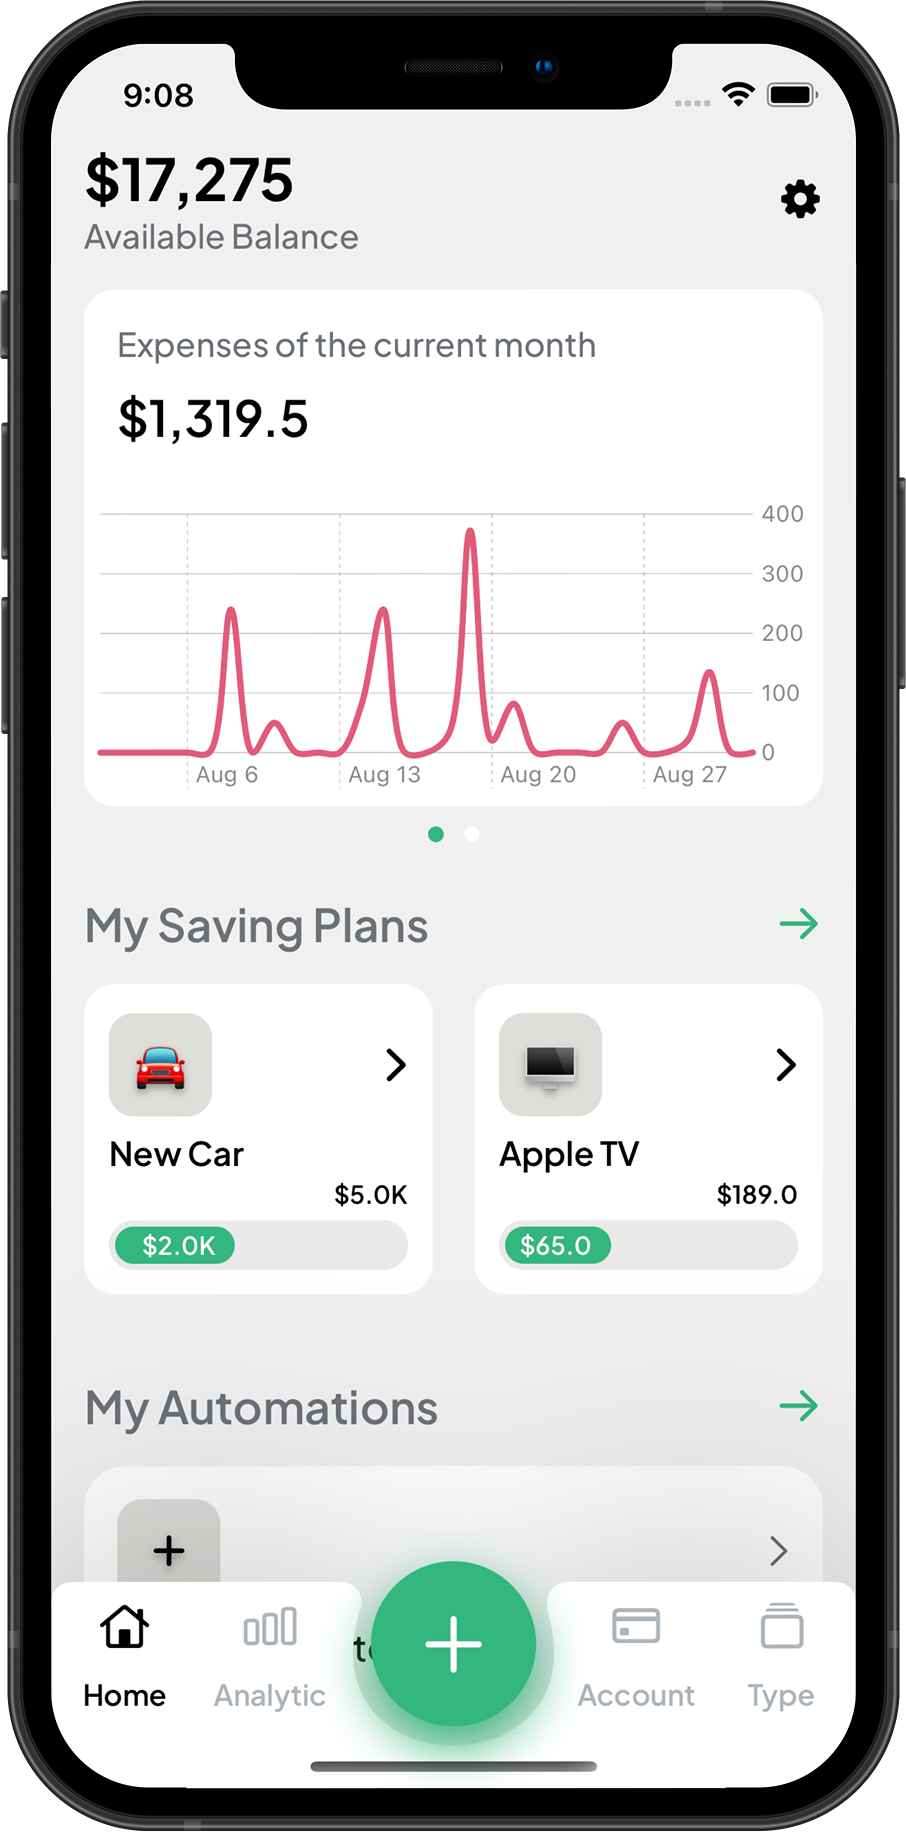 9:08
$17,275
Available Balance
Expenses of the current month
$1,319.5
400
300
200
100
0
Aug 6 Aug 13 Aug 20 Aug 27
My Saving Plans
New Car
$5.0K
$2.0K
Apple TV
$189.0
$65.0
My Automations
Home Analytic Account Type